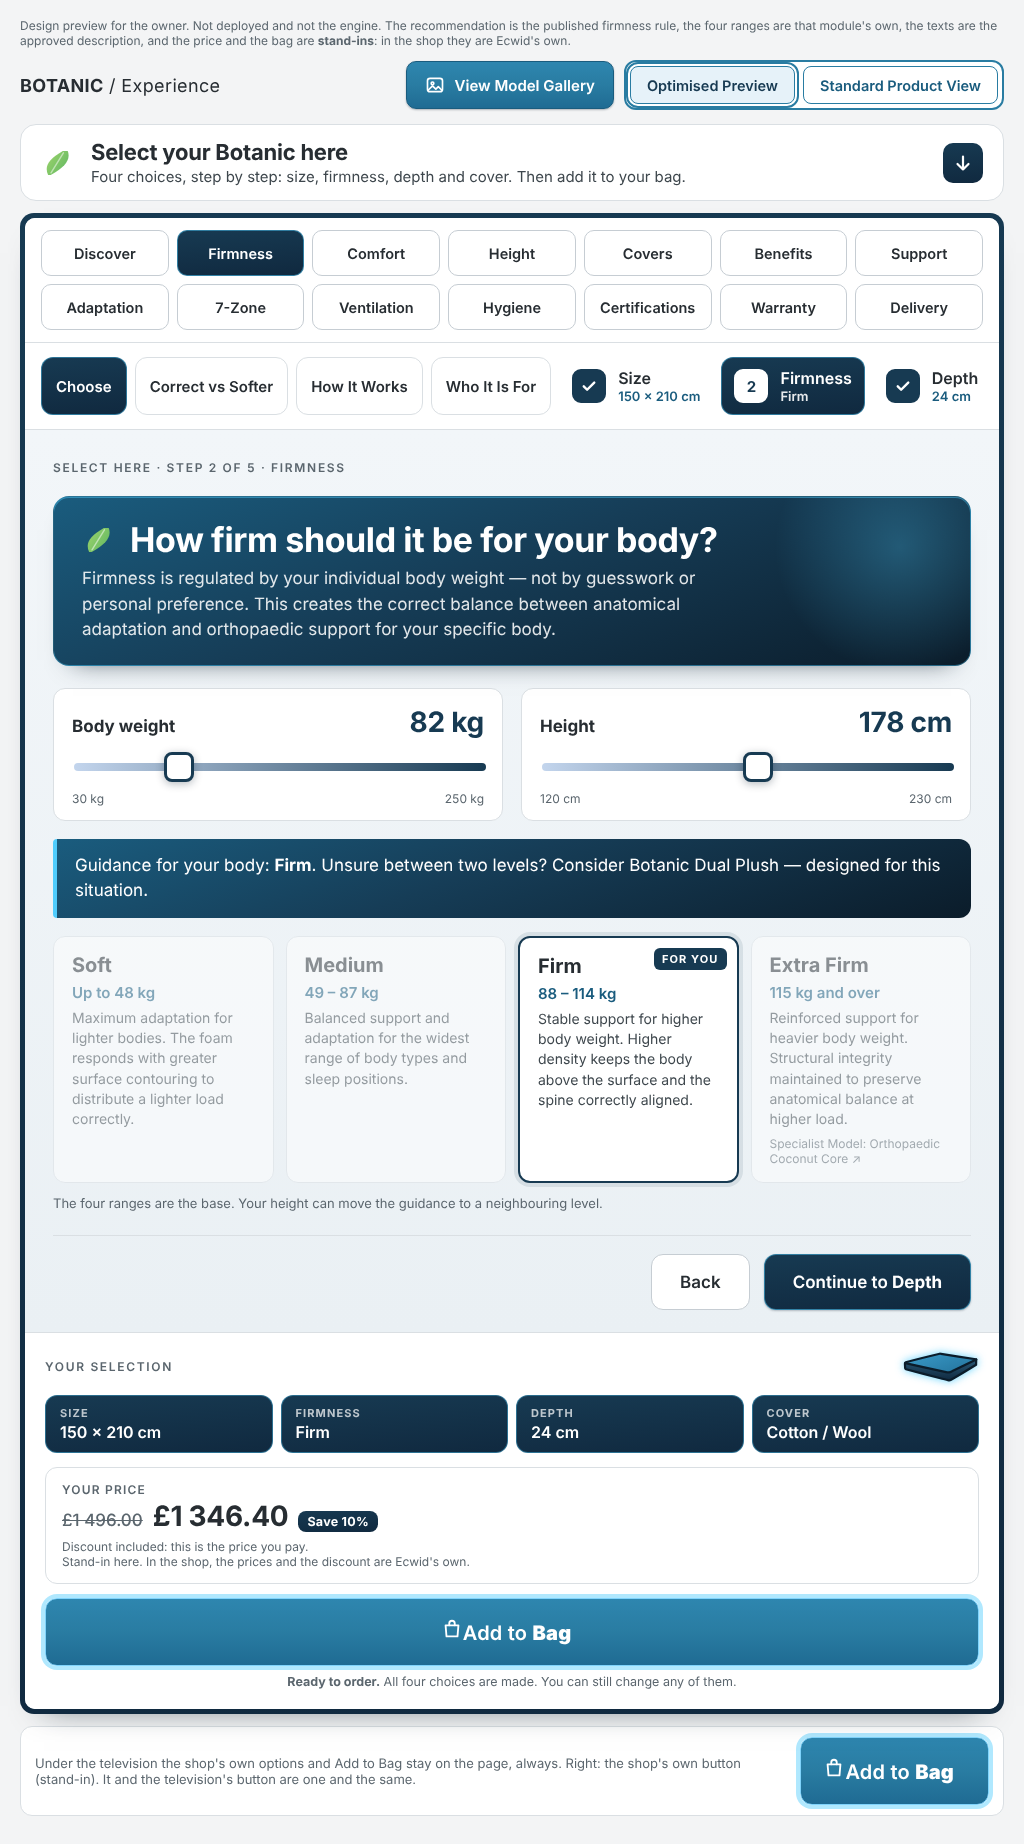 Design preview for the owner. Not deployed and not the engine. The recommendation is the published firmness rule, the four ranges are that module's own, the texts are the
approved description, and the price and the bag are stand-ins: in the shop they are Ecwid's own.
BOTANIC / Experience
View Model Gallery
Optimised Preview
Standard Product View
Select your Botanic here
Four choices, step by step: size, firmness, depth and cover. Then add it to your bag.
Discover
Firmness
Comfort
Height
Covers
Benefits
Support
Adaptation
7-Zone
Ventilation
Hygiene
Certifications
Warranty
Delivery
Choose
Correct vs Softer
How It Works
Who It Is For
Size
150 × 210 cm
2
Firmness
Firm
Depth
24 cm
SELECT HERE · STEP 2 OF 5 · FIRMNESS
How firm should it be for your body?
Firmness is regulated by your individual body weight — not by guesswork or
personal preference. This creates the correct balance between anatomical
adaptation and orthopaedic support for your specific body.
Body weight
82 kg
30 kg
250 kg
Height
178 cm
120 cm
230 cm
Guidance for your body: Firm. Unsure between two levels? Consider Botanic Dual Plush — designed for this
situation.
Soft
Up to 48 kg
Maximum adaptation for
lighter bodies. The foam
responds with greater
surface contouring to
distribute a lighter load
correctly.
Medium
49 – 87 kg
Balanced support and
adaptation for the widest
range of body types and
sleep positions.
Firm
FOR YOU
88 – 114 kg
Stable support for higher
body weight. Higher
density keeps the body
above the surface and the
spine correctly aligned.
Extra Firm
115 kg and over
Reinforced support for
heavier body weight.
Structural integrity
maintained to preserve
anatomical balance at
higher load.
Specialist Model: Orthopaedic
Coconut Core ↗
The four ranges are the base. Your height can move the guidance to a neighbouring level.
Back
Continue to Depth
YOUR SELECTION
SIZE
150 × 210 cm
FIRMNESS
Firm
DEPTH
24 cm
COVER
Cotton / Wool
YOUR PRICE
£1 496.00 £1 346.40 Save 10%
Discount included: this is the price you pay.
Stand-in here. In the shop, the prices and the discount are Ecwid's own.
Add to Bag
Ready to order. All four choices are made. You can still change any of them.
Under the television the shop's own options and Add to Bag stay on the page, always. Right: the shop's own button
(stand-in). It and the television's button are one and the same.
Add to Bag